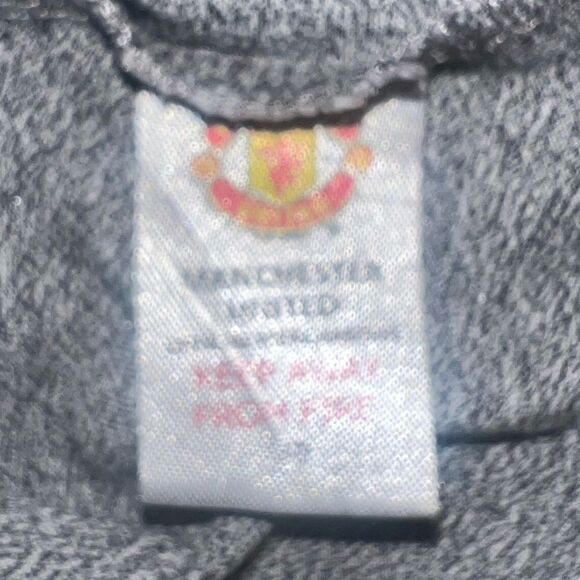 MANCHESTER
UNITED
KEEP AWAY
FROM FIRE